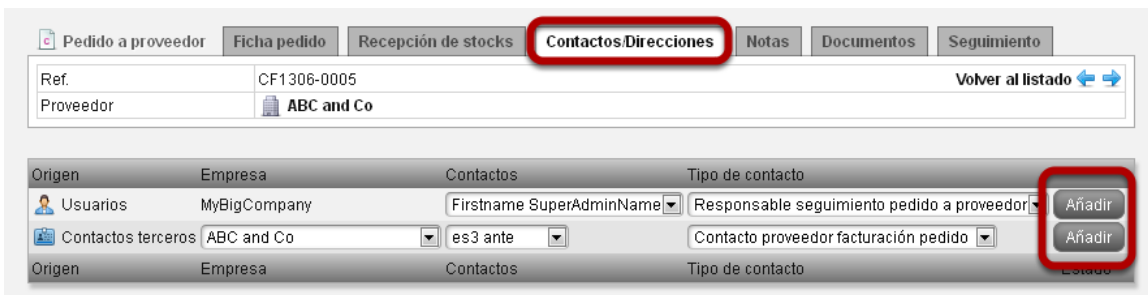 Pedido a proveedor Ficha pedido Recepción de stocks Contactos/Direcciones Notas Documentos Seguimiento
Ref. CF1306-0005 Volver al listado
Proveedor ABC and Co
Origen Empresa Contactos Tipo de contacto
Usuarios MyBigCompany Firstname SuperAdminName Responsable seguimiento pedido a proveedor Añadir
Contactos terceros ABC and Co es3 ante Contacto proveedor facturación pedido Añadir
Origen Empresa Contactos Tipo de contacto Estado